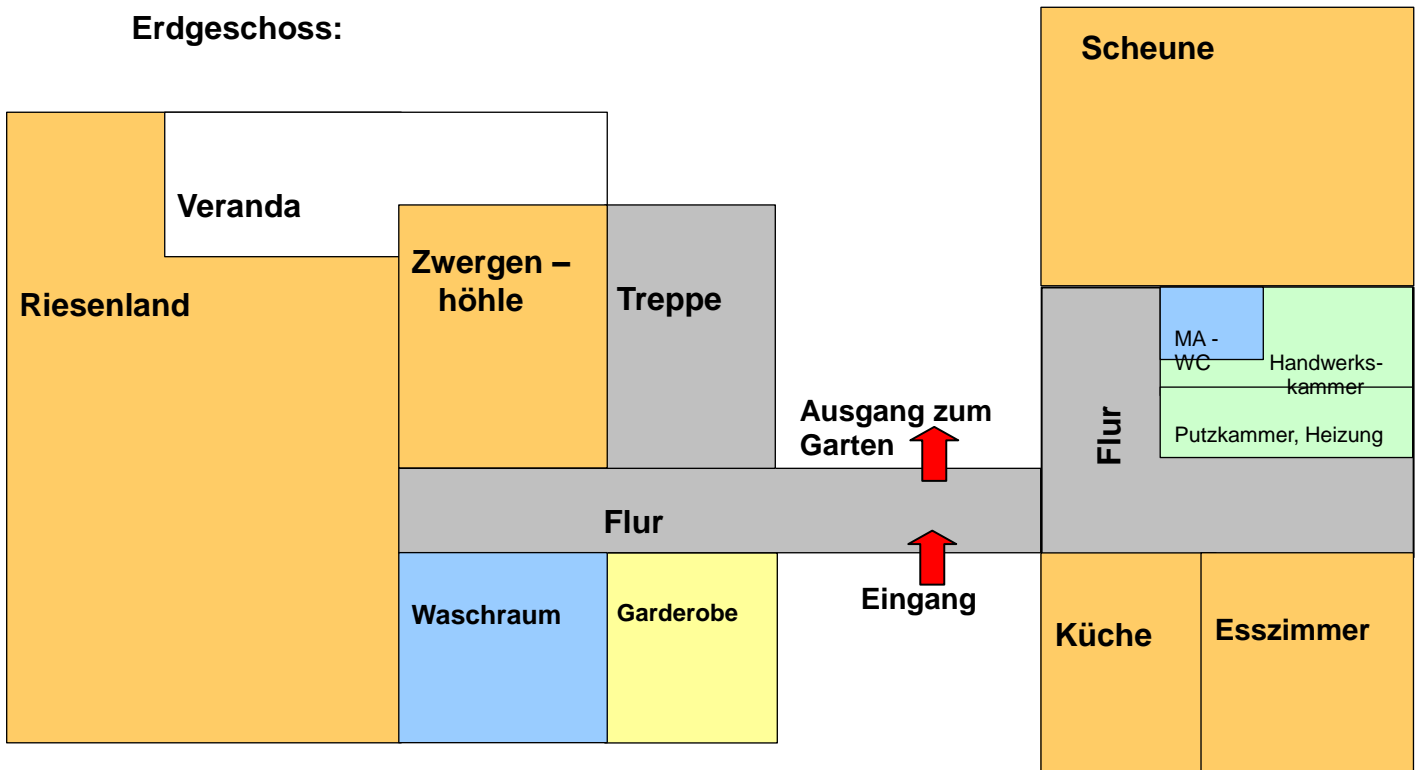 Erdgeschoss:
Scheune
Veranda
Zwergen –
höhle
Riesenland
Treppe
MA -
WC
Handwerks-
kammer
Ausgang zum
Garten
Flur
Putzkammer, Heizung
Flur
Eingang
Waschraum
Garderobe
Küche
Esszimmer